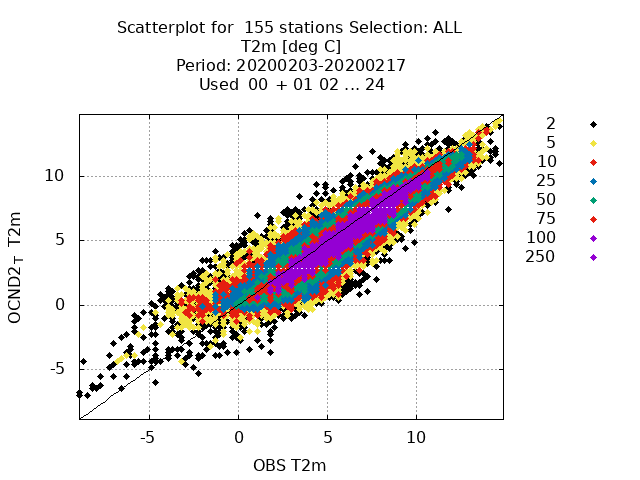 Scatterplot for 155 stations Selection: ALL
T2m [deg C]
Period: 20200203-20200217
Used 00 + 01 02 ... 24
2
5
10
25
50
75
100
250
10
5
0
-5
OCND2T T2m
-5 0 5 10
OBS T2m